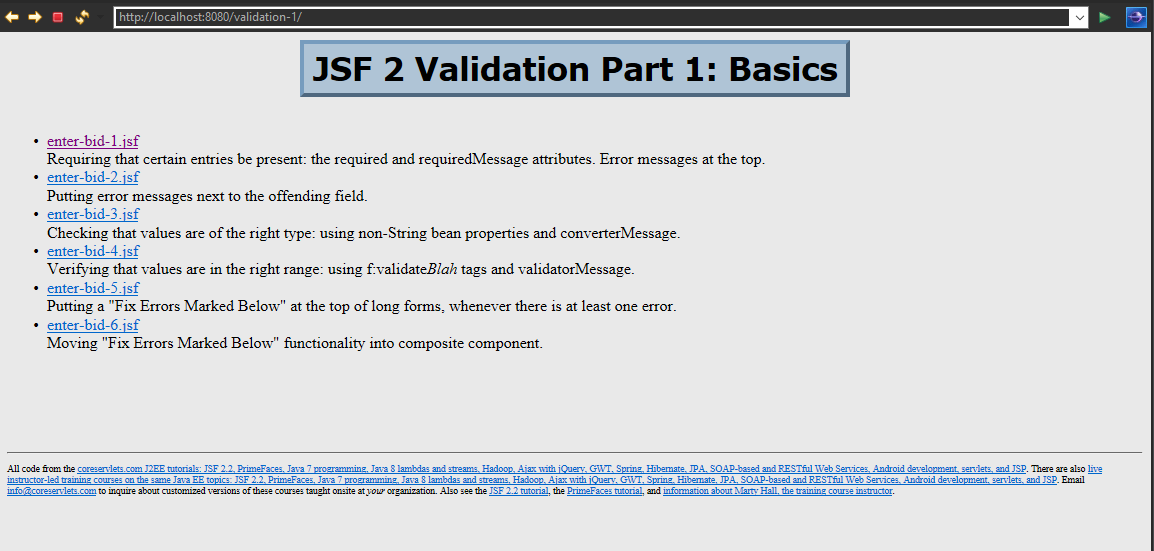 http://localhost:8080/validation-1/
JSF 2 Validation Part 1: Basics
• enter-bid-1.jsf
Requiring that certain entries be present: the required and requiredMessage attributes. Error messages at the top.
• enter-bid-2.jsf
Putting error messages next to the offending field.
• enter-bid-3.jsf
Checking that values are of the right type: using non-String bean properties and converterMessage.
• enter-bid-4.jsf
Verifying that values are in the right range: using f:validateBlah tags and validatorMessage.
• enter-bid-5.jsf
Putting a "Fix Errors Marked Below" at the top of long forms, whenever there is at least one error.
• enter-bid-6.jsf
Moving "Fix Errors Marked Below" functionality into composite component.
All code from the coreservlets.com J2EE tutorials: JSF 2.2, PrimeFaces, Java 7 programming, Java 8 lambdas and streams, Hadoop, Ajax with jQuery, GWT, Spring, Hibernate, JPA, SOAP-based and RESTful Web Services, Android development, servlets, and JSP. There are also live
instructor-led training courses on the same Java EE topics: JSF 2.2, PrimeFaces, Java 7 programming, Java 8 lambdas and streams, Hadoop, Ajax with jQuery, GWT, Spring, Hibernate, JPA, SOAP-based and RESTful Web Services, Android development, servlets, and JSP. Email
info@coreservlets.com to inquire about customized versions of these courses taught onsite at your organization. Also see the JSF 2.2 tutorial, the PrimeFaces tutorial, and information about Marty Hall, the training course instructor.